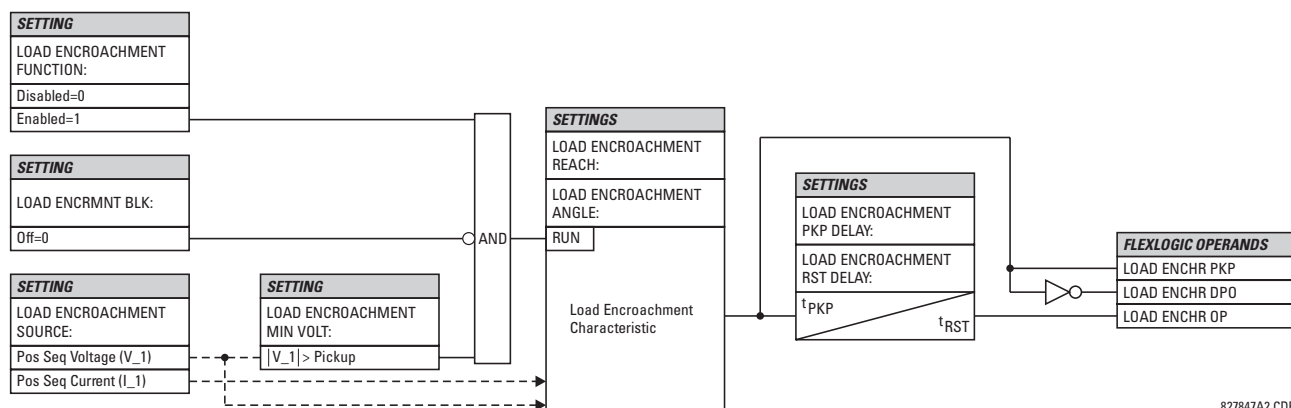 SETTING
LOAD ENCROACHMENT
FUNCTION:
Disabled=0
Enabled=1
SETTING
LOAD ENCRMNT BLK:
Off=0
SETTING
LOAD ENCROACHMENT
SOURCE:
Pos Seq Voltage (V_1)
Pos Seq Current (I_1)
SETTING
LOAD ENCROACHMENT
MIN VOLT:
|V_1| > Pickup
AND
SETTINGS
LOAD ENCROACHMENT
REACH:
LOAD ENCROACHMENT
ANGLE:
RUN
Load Encroachment
Characteristic
SETTINGS
LOAD ENCROACHMENT
PKP DELAY:
LOAD ENCROACHMENT
RST DELAY:
tPKP
tRST
FLEXLOGIC OPERANDS
LOAD ENCHR PKP
LOAD ENCHR DPO
LOAD ENCHR OP